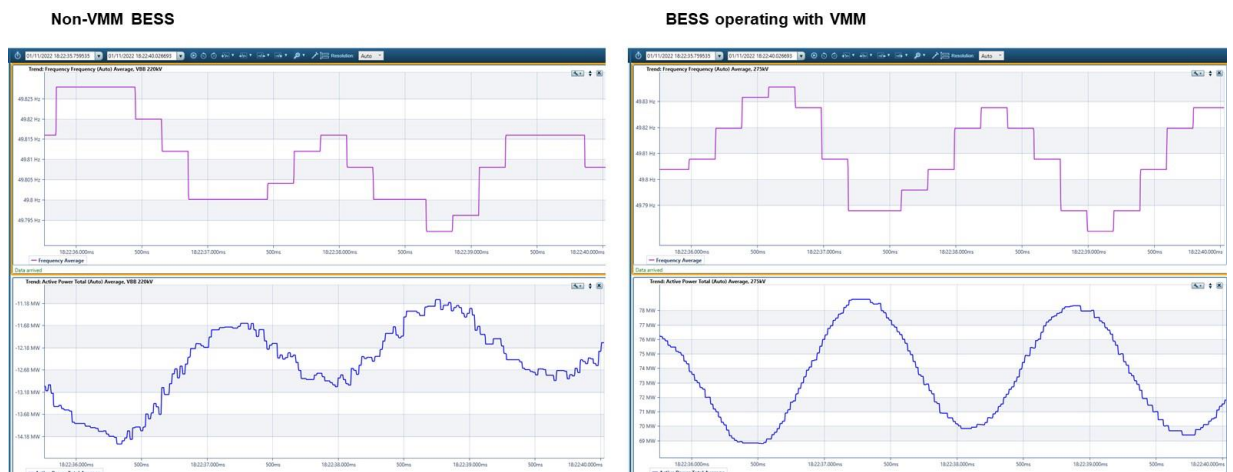 Non-VMM BESS
BESS operating with VMM
01/11/2022 18:22:35.759535 01/11/2022 18:22:40.026693 Resolution Auto
Trend: Frequency Frequency (Auto) Average, VBB 220kV
49.825 Hz
49.82 Hz
49.815 Hz
49.81 Hz
49.805 Hz
49.8 Hz
49.795 Hz
18:22:36.000ms 500ms 18:22:37.000ms 500ms 18:22:38.000ms 500ms 18:22:39.000ms 500ms 18:22:40.000ms
Frequency Average
Data arrived
Trend: Active Power Total (Auto) Average, VBB 220kV
-11.18 MW
-11.68 MW
-12.18 MW
-12.68 MW
-13.18 MW
-13.68 MW
-14.18 MW
18:22:36.000ms 500ms 18:22:37.000ms 500ms 18:22:38.000ms 500ms 18:22:39.000ms 500ms 18:22:40.000ms
01/11/2022 18:22:35.759535 01/11/2022 18:22:40.026693 Resolution Auto
Trend: Frequency Frequency (Auto) Average, 275kV
49.83 Hz
49.82 Hz
49.81 Hz
49.8 Hz
49.79 Hz
18:22:36.000ms 500ms 18:22:37.000ms 500ms 18:22:38.000ms 500ms 18:22:39.000ms 500ms 18:22:40.000ms
Frequency Average
Data arrived
Trend: Active Power Total (Auto) Average, 275kV
78 MW
77 MW
76 MW
75 MW
74 MW
73 MW
72 MW
71 MW
70 MW
69 MW
18:22:36.000ms 500ms 18:22:37.000ms 500ms 18:22:38.000ms 500ms 18:22:39.000ms 500ms 18:22:40.000ms